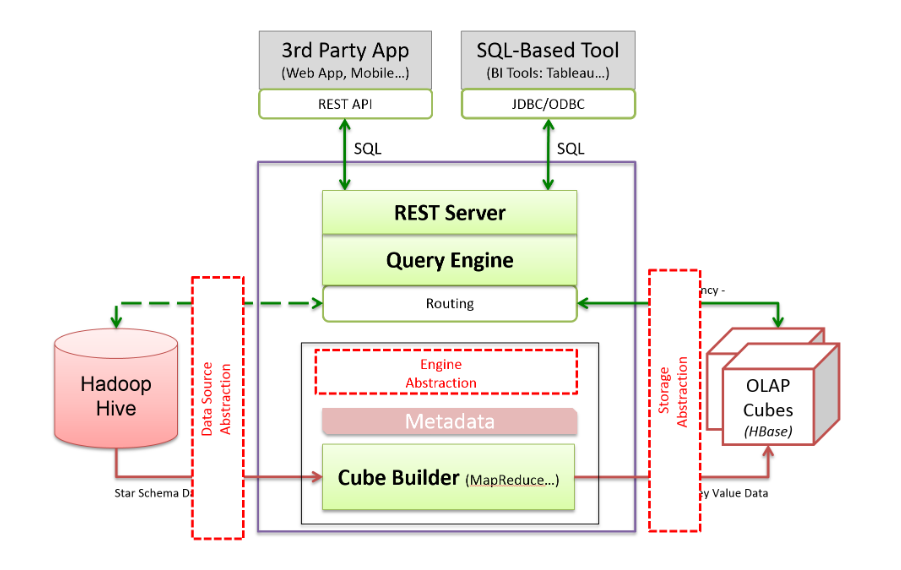 3rd Party App
(Web App, Mobile…)
REST API
SQL-Based Tool
(BI Tools: Tableau…)
JDBC/ODBC
SQL
SQL
REST Server
Query Engine
Routing
Data Source
Abstraction
Storage
Abstraction
Hadoop
Hive
Engine
Abstraction
Metadata
Cube Builder (MapReduce…)
OLAP
Cubes
(HBase)
Star Schema
Value Data